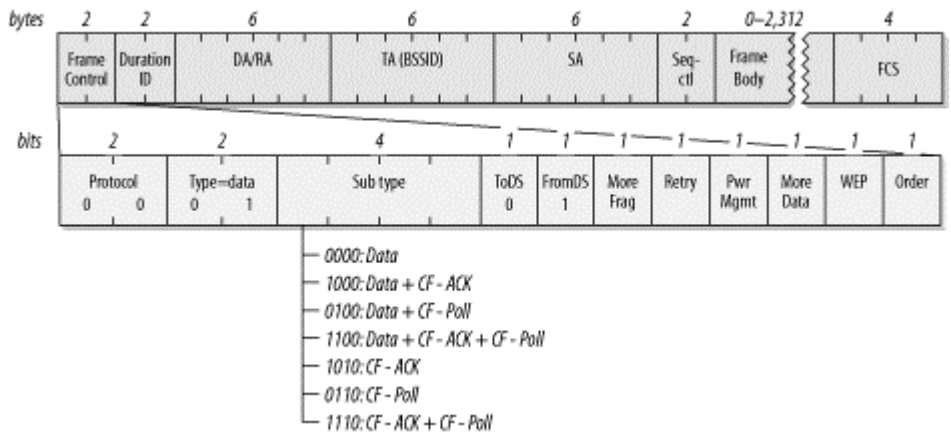 bytes 2 2 6 6 6 2 0–2,312 4
Frame Control Duration ID DA/RA TA (BSSID) SA Seq-ctl Frame Body FCS
bits 2 2 4 1 1 1 1 1 1 1 1
Protocol Type=data Sub type ToDS FromDS More Frag Retry Pwr Mgmt More Data WEP Order
0 0 0 1 0 1
0000: Data
1000: Data + CF - ACK
0100: Data + CF - Poll
1100: Data + CF - ACK + CF - Poll
1010: CF - ACK
0110: CF - Poll
1110: CF - ACK + CF - Poll